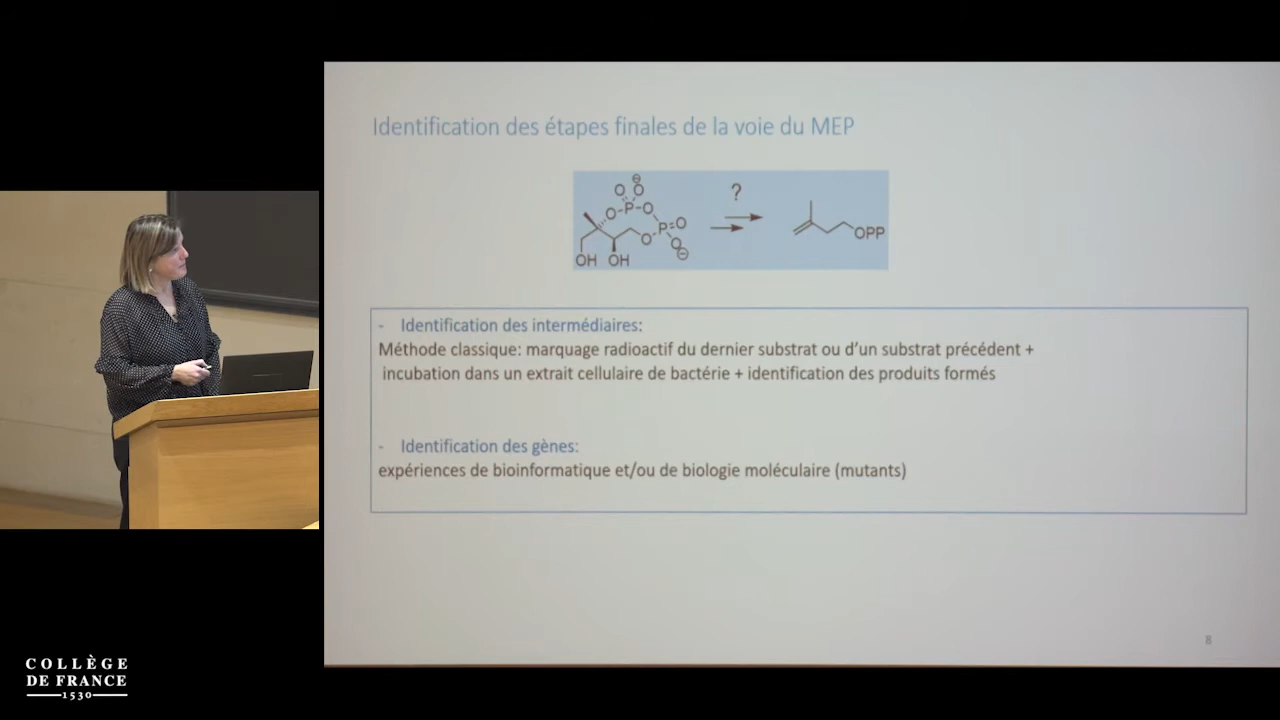 Identification des étapes finales de la voie du MEP
O O ⊖
O P O ? 
O P=O OPP
O ⊖
OH OH
- Identification des intermédiaires:
Méthode classique: marquage radioactif du dernier substrat ou d'un substrat précédent +
incubation dans un extrait cellulaire de bactérie + identification des produits formés
- Identification des gènes:
expériences de bioinformatique et/ou de biologie moléculaire (mutants)
8
COLLÈGE
DE FRANCE
1530